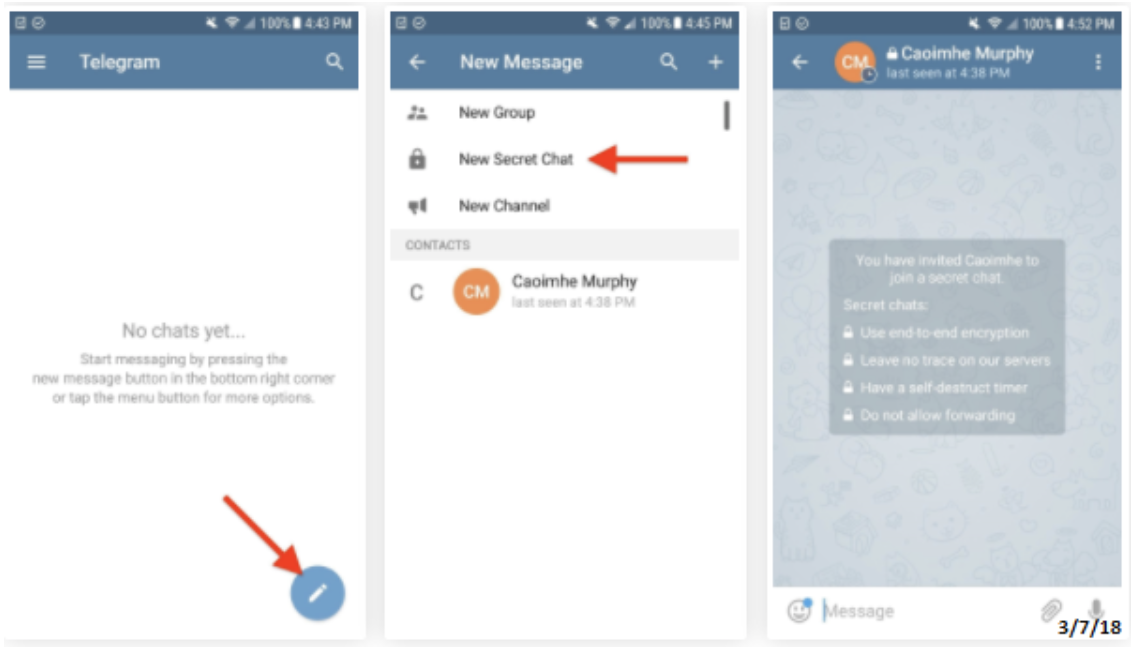 100% 4:43 PM
Telegram
No chats yet...
Start messaging by pressing the
new message button in the bottom right corner
or tap the menu button for more options.
100% 4:45 PM
New Message
New Group
New Secret Chat
New Channel
CONTACTS
C
CM
Caoimhe Murphy
last seen at 4:38 PM
100% 4:52 PM
CM
Caoimhe Murphy
last seen at 4:38 PM
You have invited Caoimhe to
join a secret chat.
Secret chats:
Use end-to-end encryption
Leave no trace on our servers
Have a self-destruct timer
Do not allow forwarding
Message
3/7/18